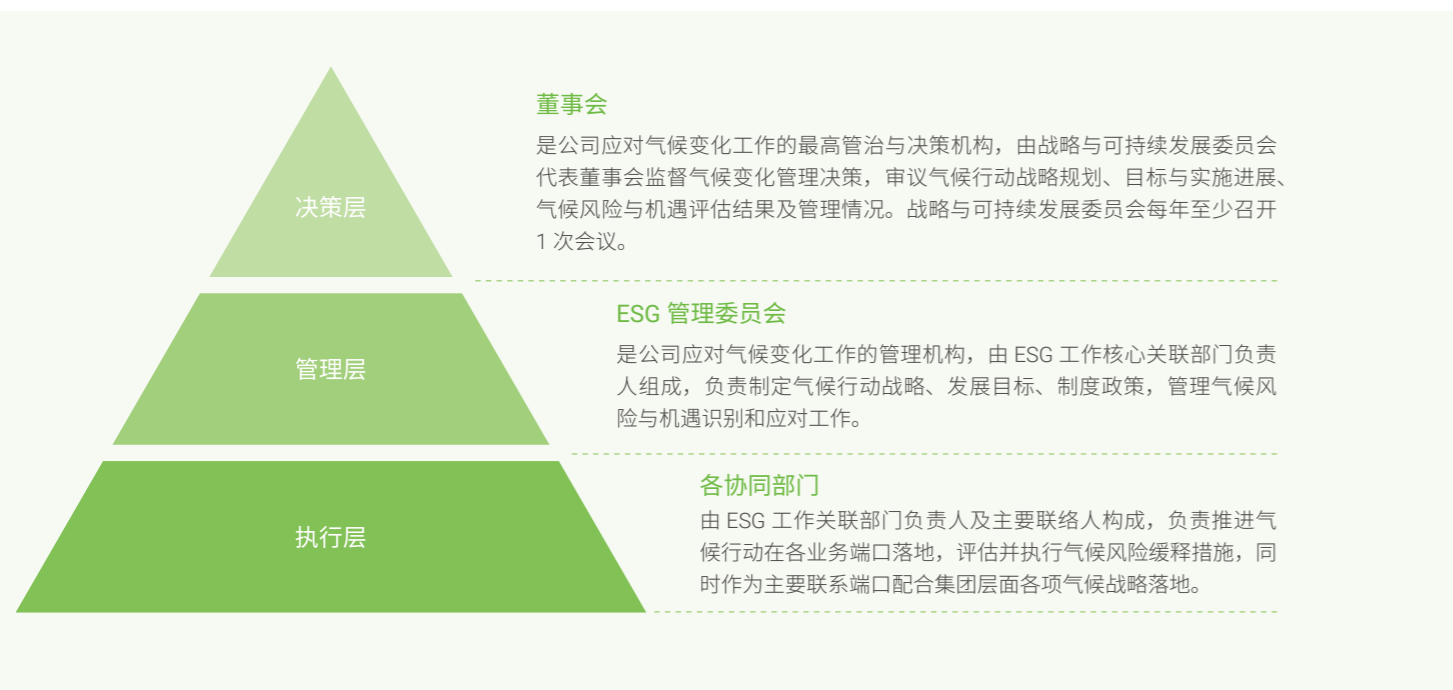 决策层
董事会
是公司应对气候变化工作的最高管治与决策机构，由战略与可持续发展委员会
代表董事会监督气候变化管理决策，审议气候行动战略规划、目标与实施进展、
气候风险与机遇评估结果及管理情况。战略与可持续发展委员会每年至少召开
1 次会议。
管理层
ESG 管理委员会
是公司应对气候变化工作的管理机构，由 ESG 工作核心关联部门负责
人组成，负责制定气候行动战略、发展目标、制度政策，管理气候风
险与机遇识别和应对工作。
执行层
各协同部门
由 ESG 工作关联部门负责人及主要联络人构成，负责推进气
候行动在各业务端口落地，评估并执行气候风险缓释措施，同
时作为主要联系端口配合集团层面各项气候战略落地。